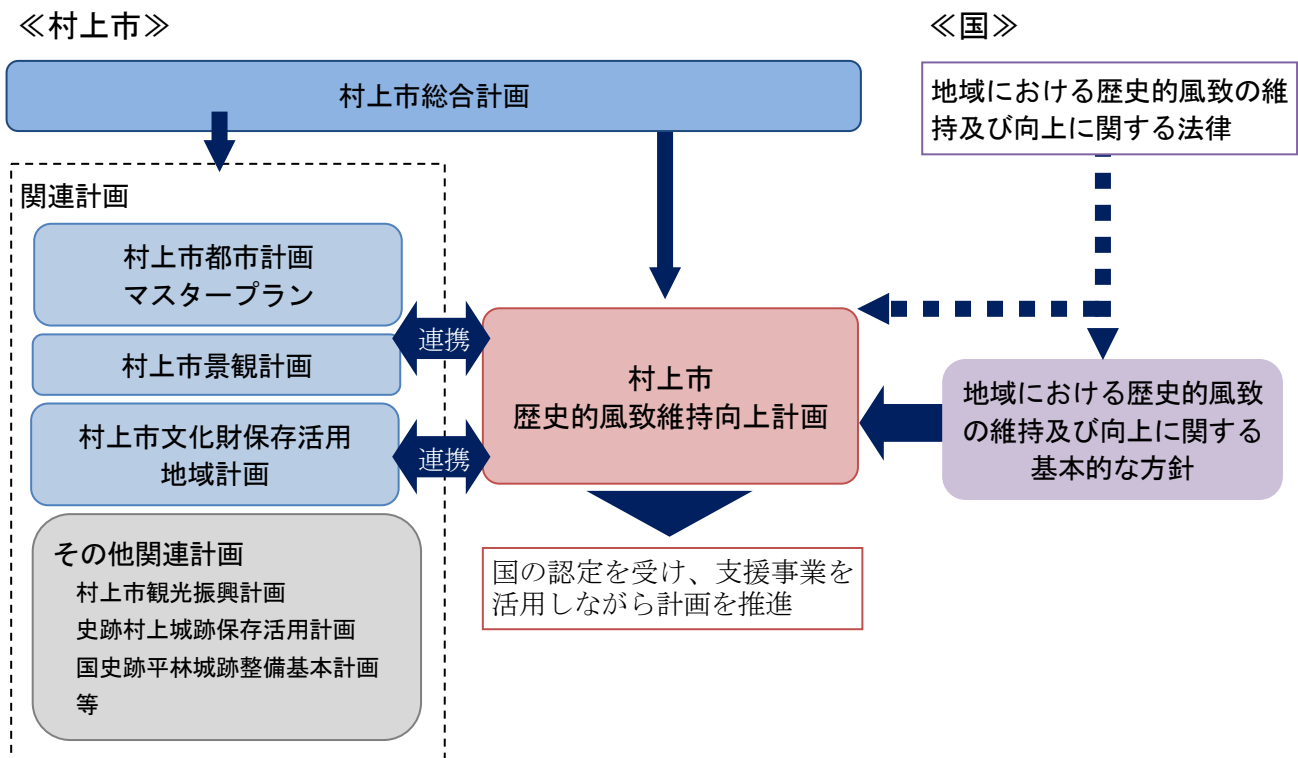 ≪村上市≫
≪国≫
村上市総合計画
地域における歴史的風致の維
持及び向上に関する法律
関連計画
村上市都市計画
マスタープラン
村上市景観計画
村上市文化財保存活用
地域計画
その他関連計画
村上市観光振興計画
史跡村上城跡保存活用計画
国史跡平林城跡整備基本計画
等
連携
連携
村上市
歴史的風致維持向上計画
地域における歴史的風致
の維持及び向上に関する
基本的な方針
国の認定を受け、支援事業を
活用しながら計画を推進